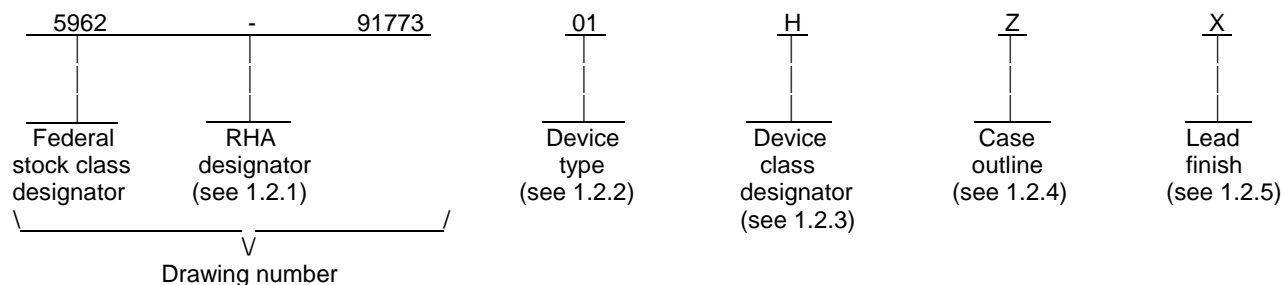 5962 - 91773 01 H Z X
Federal stock class designator
RHA designator (see 1.2.1)
Device type (see 1.2.2)
Device class designator (see 1.2.3)
Case outline (see 1.2.4)
Lead finish (see 1.2.5)
Drawing number